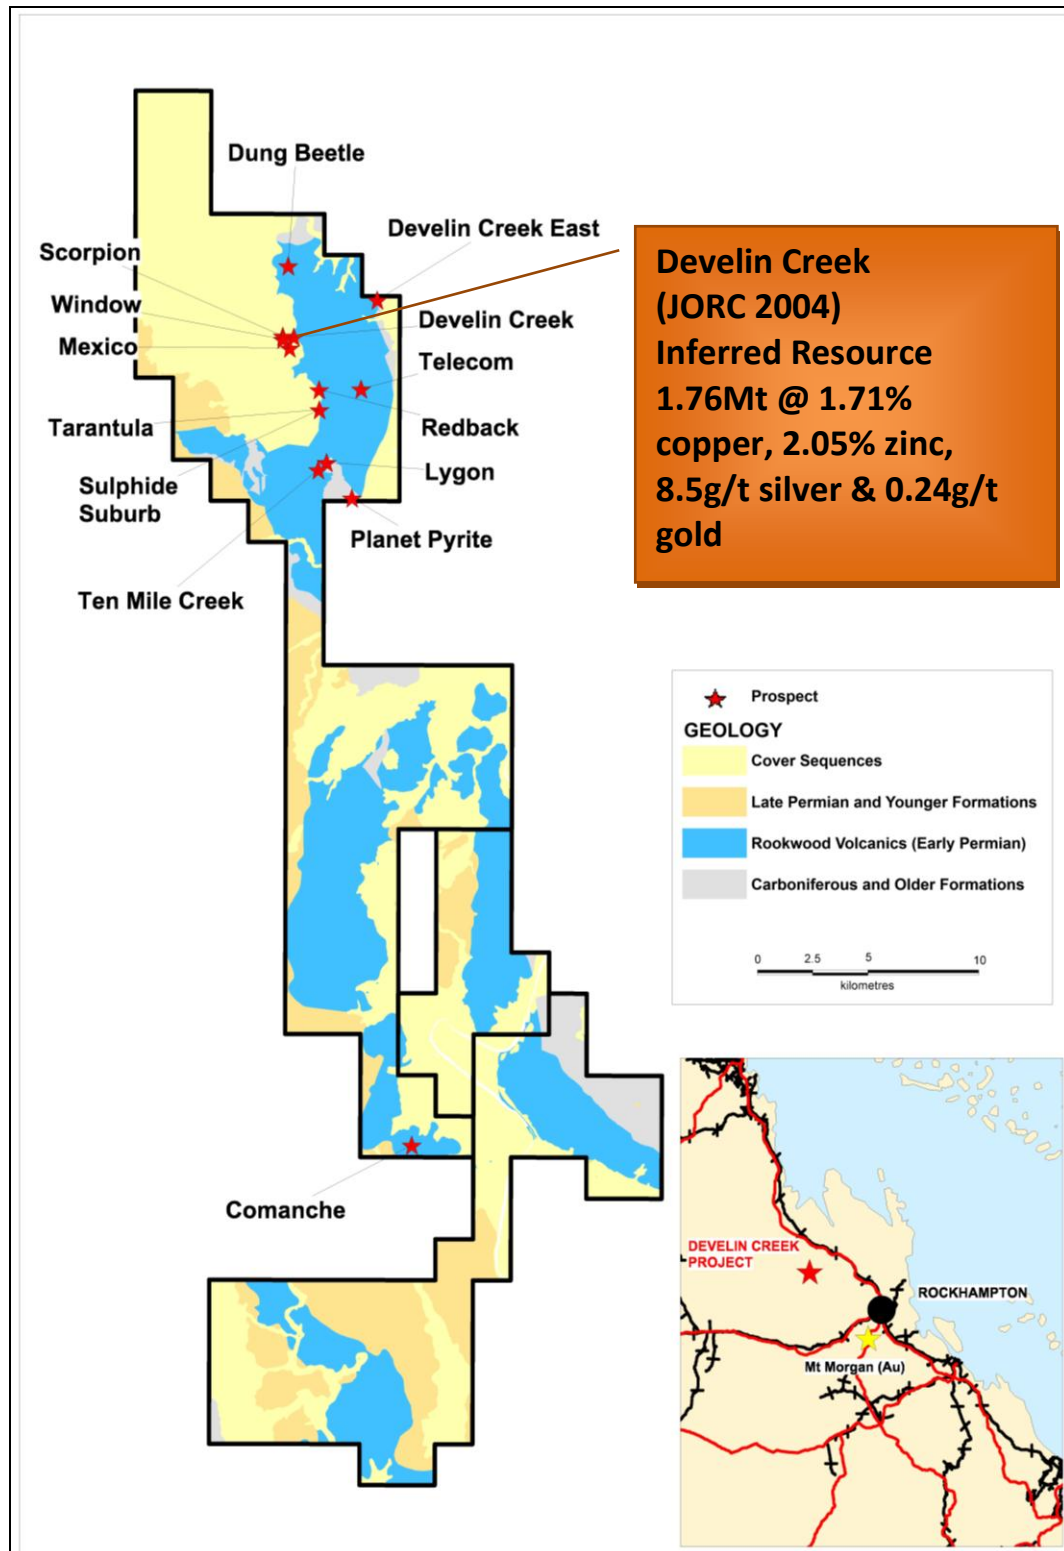 Dung Beetle
Develin Creek East
Scorpion
Window
Mexico
Develin Creek
Telecom
Tarantula
Redback
Sulphide
Suburb
Lygon
Planet Pyrite
Ten Mile Creek
Comanche
Develin Creek
(JORC 2004)
Inferred Resource
1.76Mt @ 1.71%
copper, 2.05% zinc,
8.5g/t silver & 0.24g/t
gold
Prospect
GEOLOGY
Cover Sequences
Late Permian and Younger Formations
Rookwood Volcanics (Early Permian)
Carboniferous and Older Formations
0 2.5 5 10
kilometres
DEVELIN CREEK
PROJECT
ROCKHAMPTON
Mt Morgan (Au)